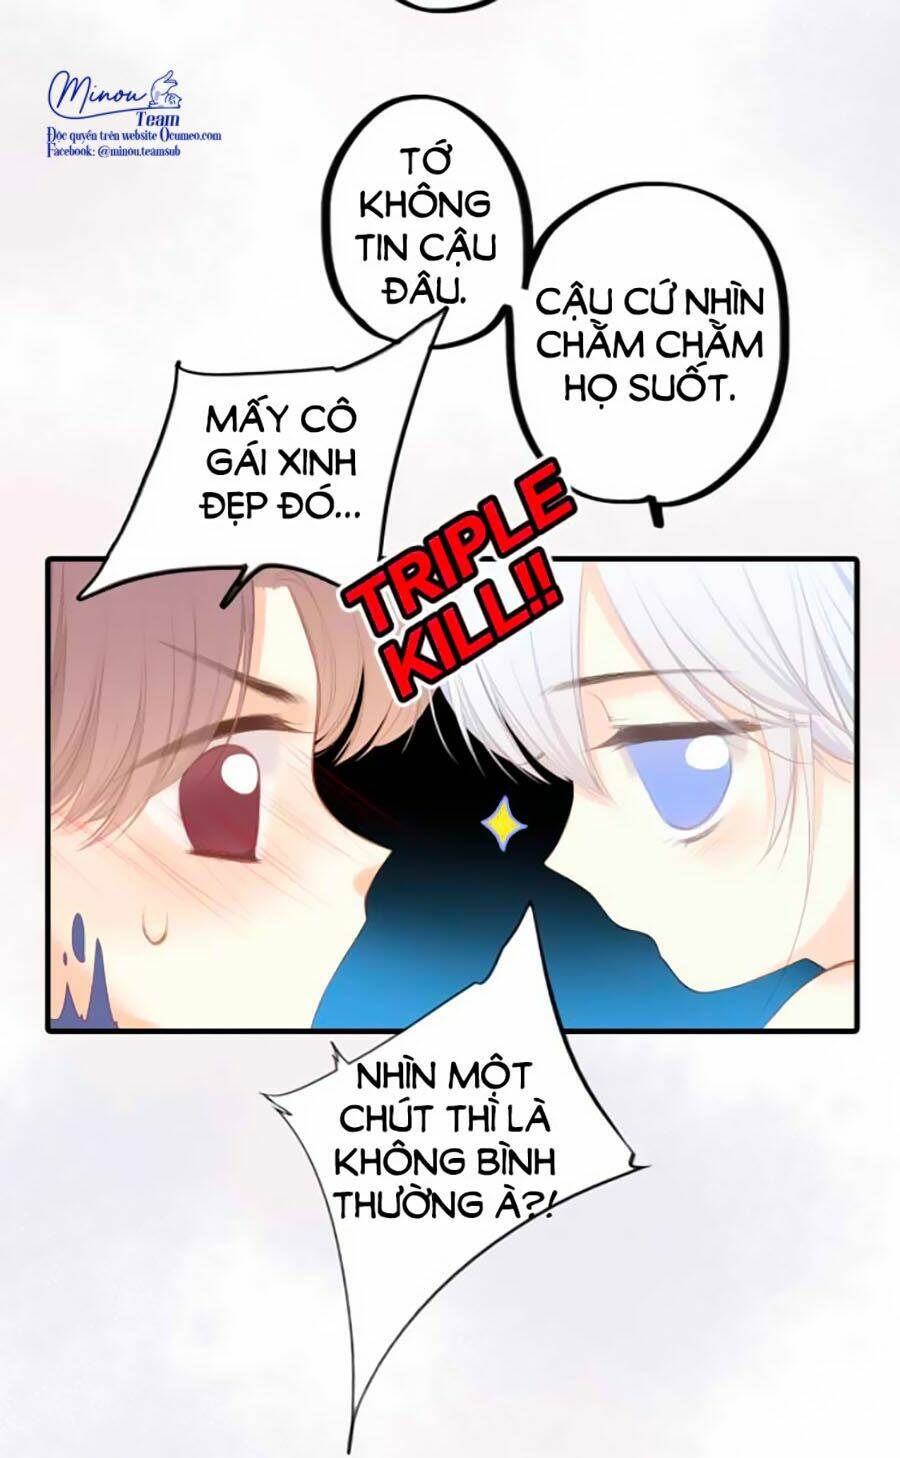 Minou
Team
Độc quyền trên website Ocumeo.com
Facebook: @minou.teamsub
TỚ
KHÔNG
TIN CẬU
ĐÂU.
CẬU CỨ NHÌN
CHẰM CHẰM
HỌ SUỐT.
MẤY CÔ
GÁI XINH
ĐẸP ĐÓ...
TRIPLE
KILL!!
NHÌN MỘT
CHÚT THÌ LÀ
KHÔNG BÌNH
THƯỜNG À?!